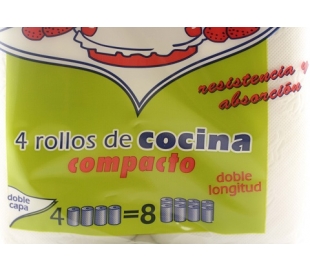 resistencia
absorción
4 rollos de cocina
compacto
doble
longitud
doble
capa
4 = 8